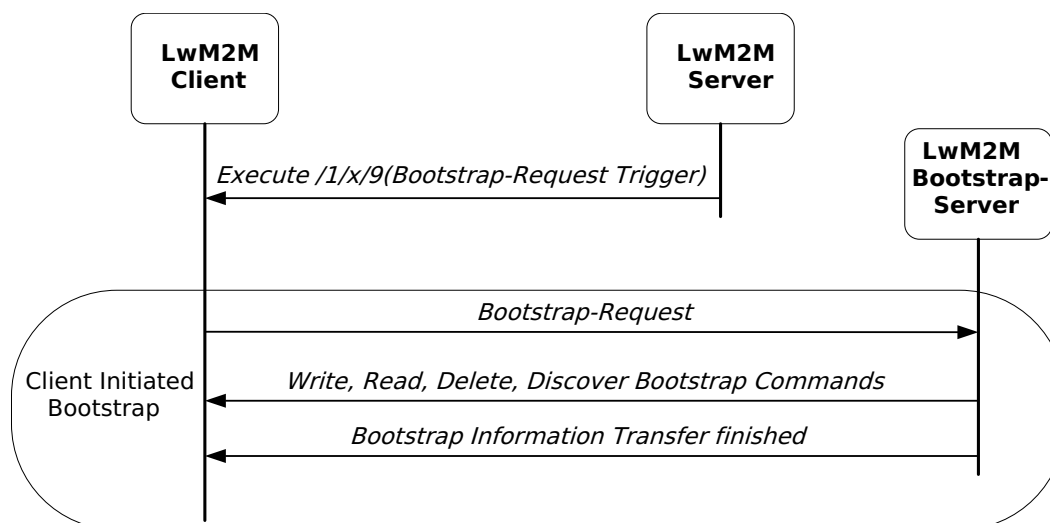 LwM2M
Client
LwM2M
Server
LwM2M
Bootstrap-
Server
Execute /1/x/9(Bootstrap-Request Trigger)
Bootstrap-Request
Client Initiated
Bootstrap
Write, Read, Delete, Discover Bootstrap Commands
Bootstrap Information Transfer finished